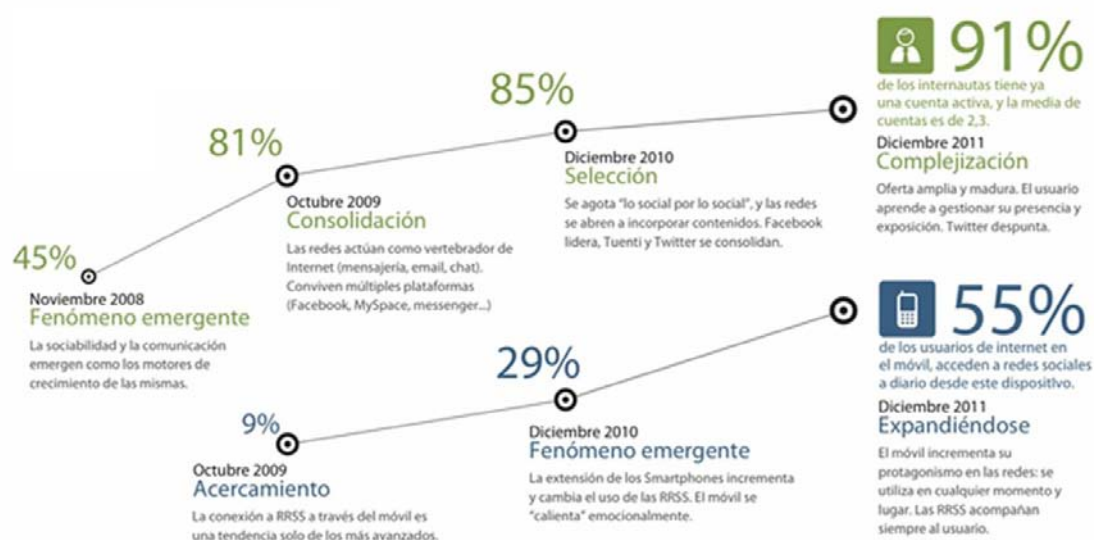 45%
Noviembre 2008
Fenómeno emergente
La sociabilidad y la comunicación
emergen como los motores de
crecimiento de las mismas.
81%
Octubre 2009
Consolidación
Las redes actúan como vertebrador de
Internet (mensajería, email, chat).
Conviven múltiples plataformas
(Facebook, MySpace, messenger...)
85%
Diciembre 2010
Selección
Se agota "lo social por lo social", y las redes
se abren a incorporar contenidos. Facebook
lidera, Tuenti y Twitter se consolidan.
91%
de los internautas tiene ya
una cuenta activa, y la media de
cuentas es de 2,3.
Diciembre 2011
Complejización
Oferta amplia y madura. El usuario
aprende a gestionar su presencia y
exposición. Twitter despunta.
9%
Octubre 2009
Acercamiento
La conexión a RRSS a través del móvil es
una tendencia solo de los más avanzados.
29%
Diciembre 2010
Fenómeno emergente
La extensión de los Smartphones incrementa
y cambia el uso de las RRSS. El móvil se
"calienta" emocionalmente.
55%
de los usuarios de internet en
el móvil, acceden a redes sociales
a diario desde este dispositivo.
Diciembre 2011
Expandiéndose
El móvil incrementa su
protagonismo en las redes: se
utiliza en cualquier momento y
lugar. Las RRSS acompañan
siempre al usuario.